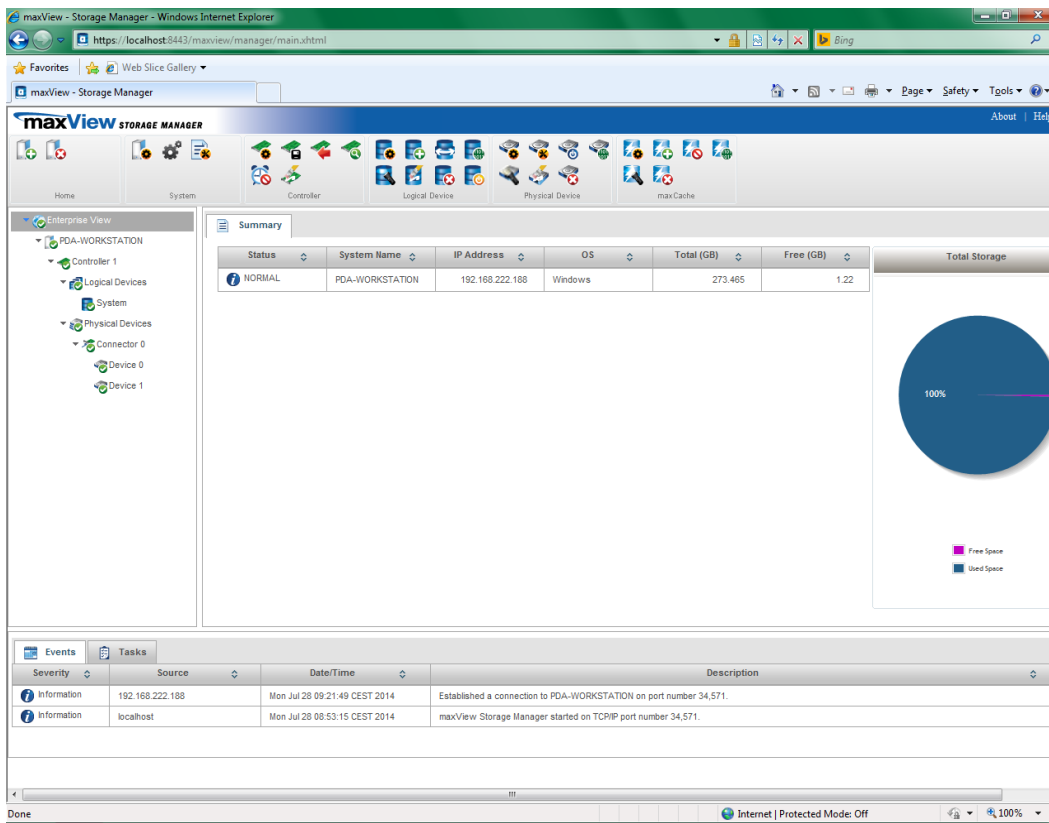 maxView - Storage Manager - Windows Internet Explorer
https://localhost:8443/maxview/manager/main.xhtml
Bing
Favorites
Web Slice Gallery
maxView - Storage Manager
Page Safety Tools
maxView STORAGE MANAGER
About | Help
Home
System
Controller
Logical Device
Physical Device
maxCache
Enterprise View
PDA-WORKSTATION
Controller 1
Logical Devices
System
Physical Devices
Connector 0
Device 0
Device 1
Summary
Status System Name IP Address OS Total (GB) Free (GB)
NORMAL PDA-WORKSTATION 192.168.222.188 Windows 273.465 1.22
Total Storage
100%
Free Space
Used Space
Events Tasks
Severity Source Date/Time Description
Information 192.168.222.188 Mon Jul 28 09:21:49 CEST 2014 Established a connection to PDA-WORKSTATION on port number 34,571.
Information localhost Mon Jul 28 08:53:15 CEST 2014 maxView Storage Manager started on TCP/IP port number 34,571.
Done
Internet | Protected Mode: Off
100%